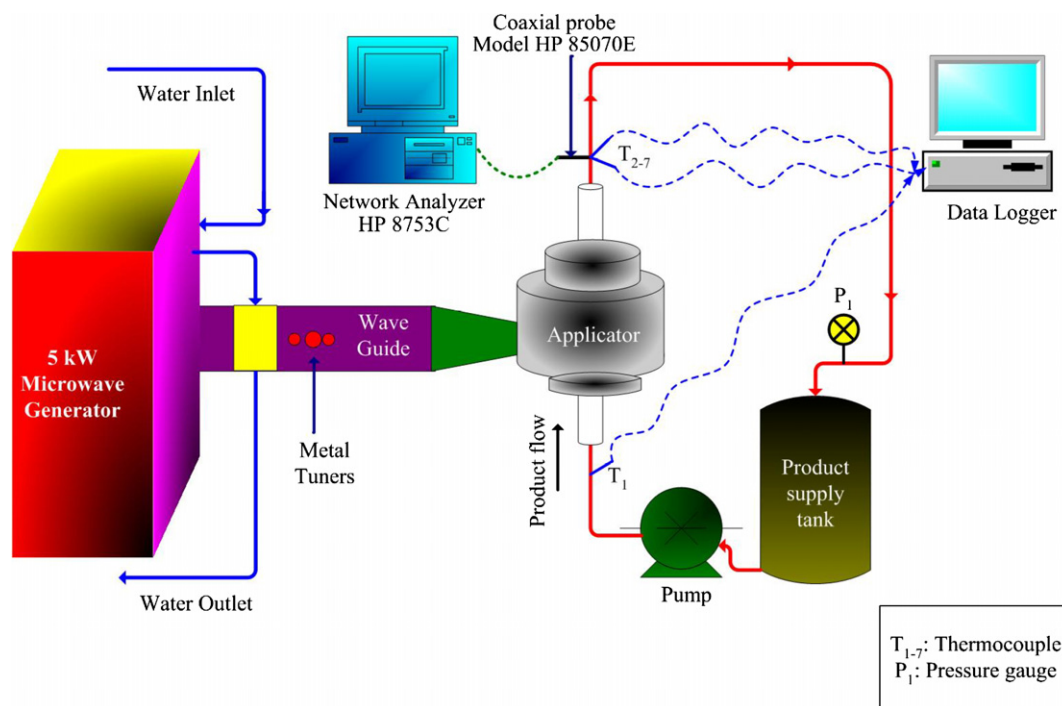 Coaxial probe
Model HP 85070E
Water Inlet
T2-7
Network Analyzer
HP 8753C
Data Logger
P1
Wave
Guide
Applicator
5 kW
Microwave
Generator
Metal
Tuners
Product flow
T1
Product
supply
tank
Pump
Water Outlet
T1-7: Thermocouple
P1: Pressure gauge